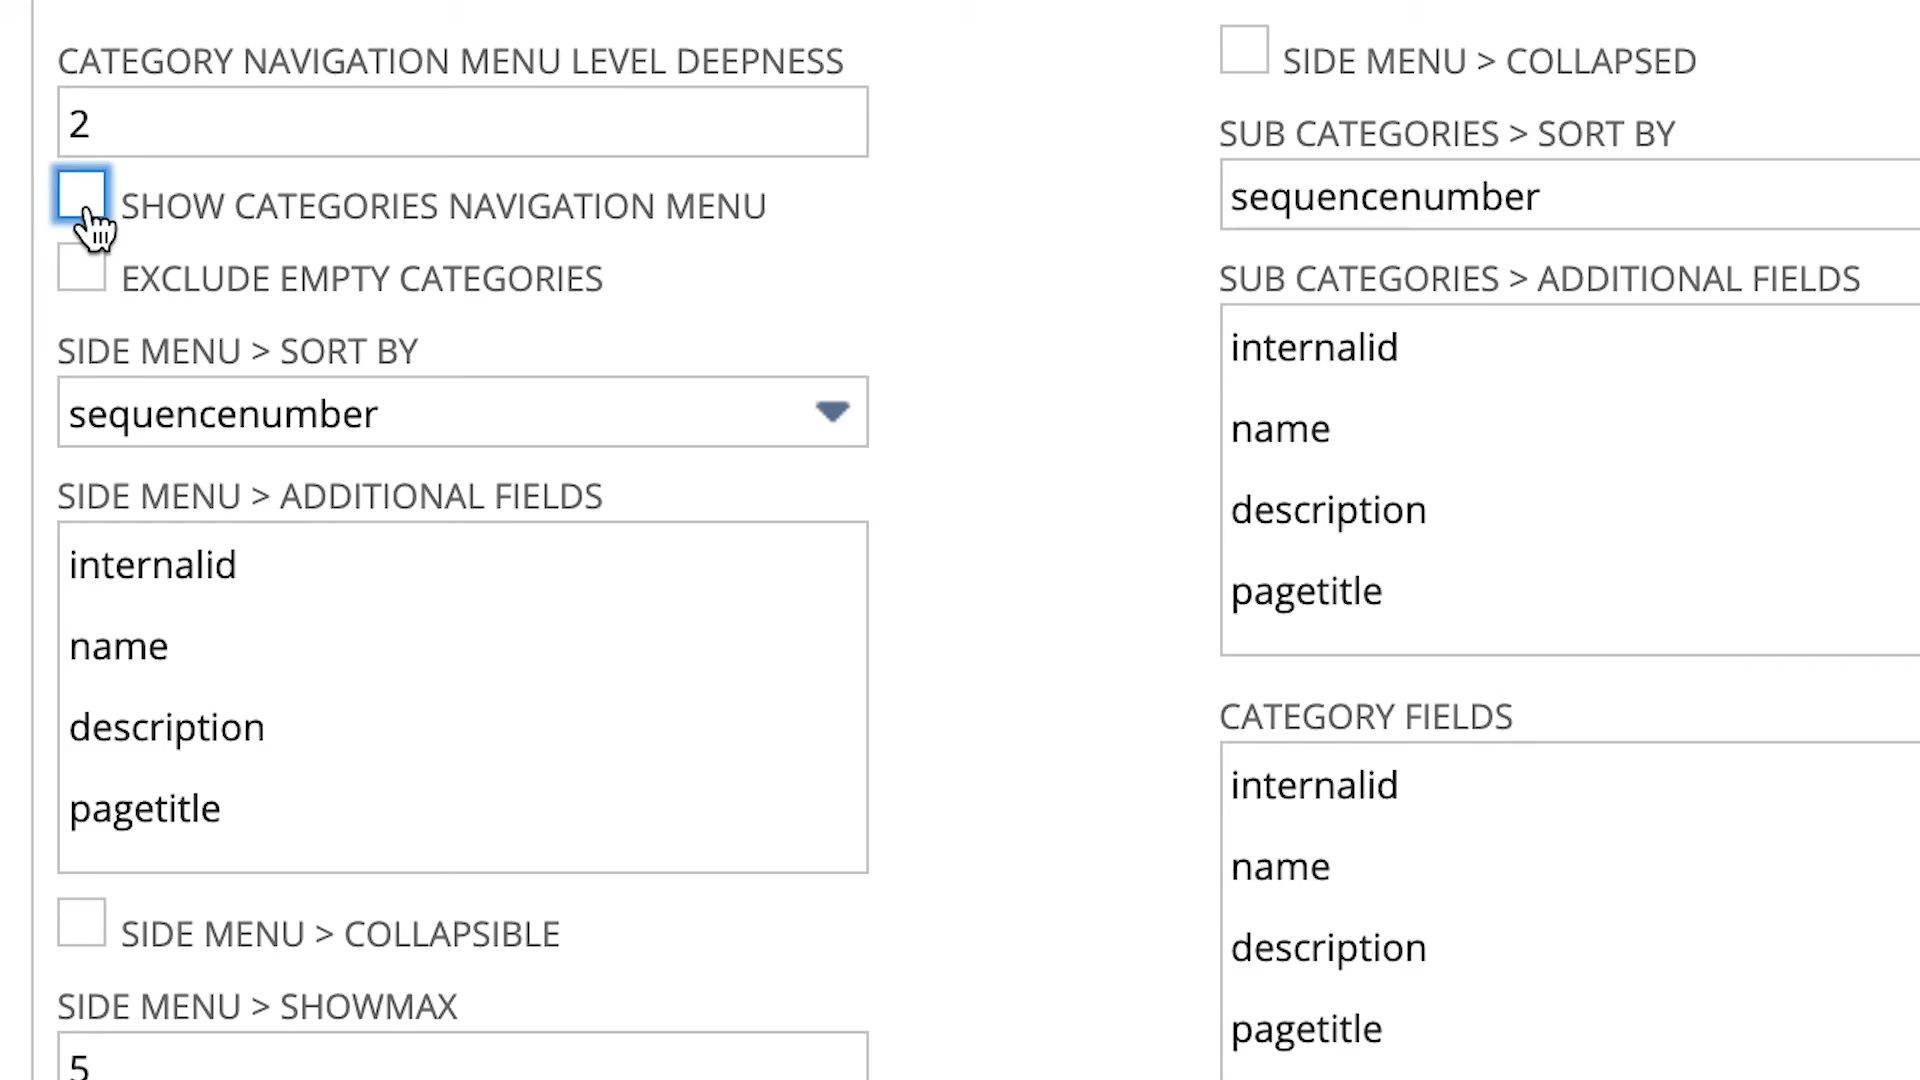 CATEGORY NAVIGATION MENU LEVEL DEEPNESS
2
SHOW CATEGORIES NAVIGATION MENU
EXCLUDE EMPTY CATEGORIES
SIDE MENU > SORT BY
sequencenumber
SIDE MENU > ADDITIONAL FIELDS
internalid
name
description
pagetitle
SIDE MENU > COLLAPSIBLE
SIDE MENU > SHOWMAX
5
SIDE MENU > COLLAPSED
SUB CATEGORIES > SORT BY
sequencenumber
SUB CATEGORIES > ADDITIONAL FIELDS
internalid
name
description
pagetitle
CATEGORY FIELDS
internalid
name
description
pagetitle